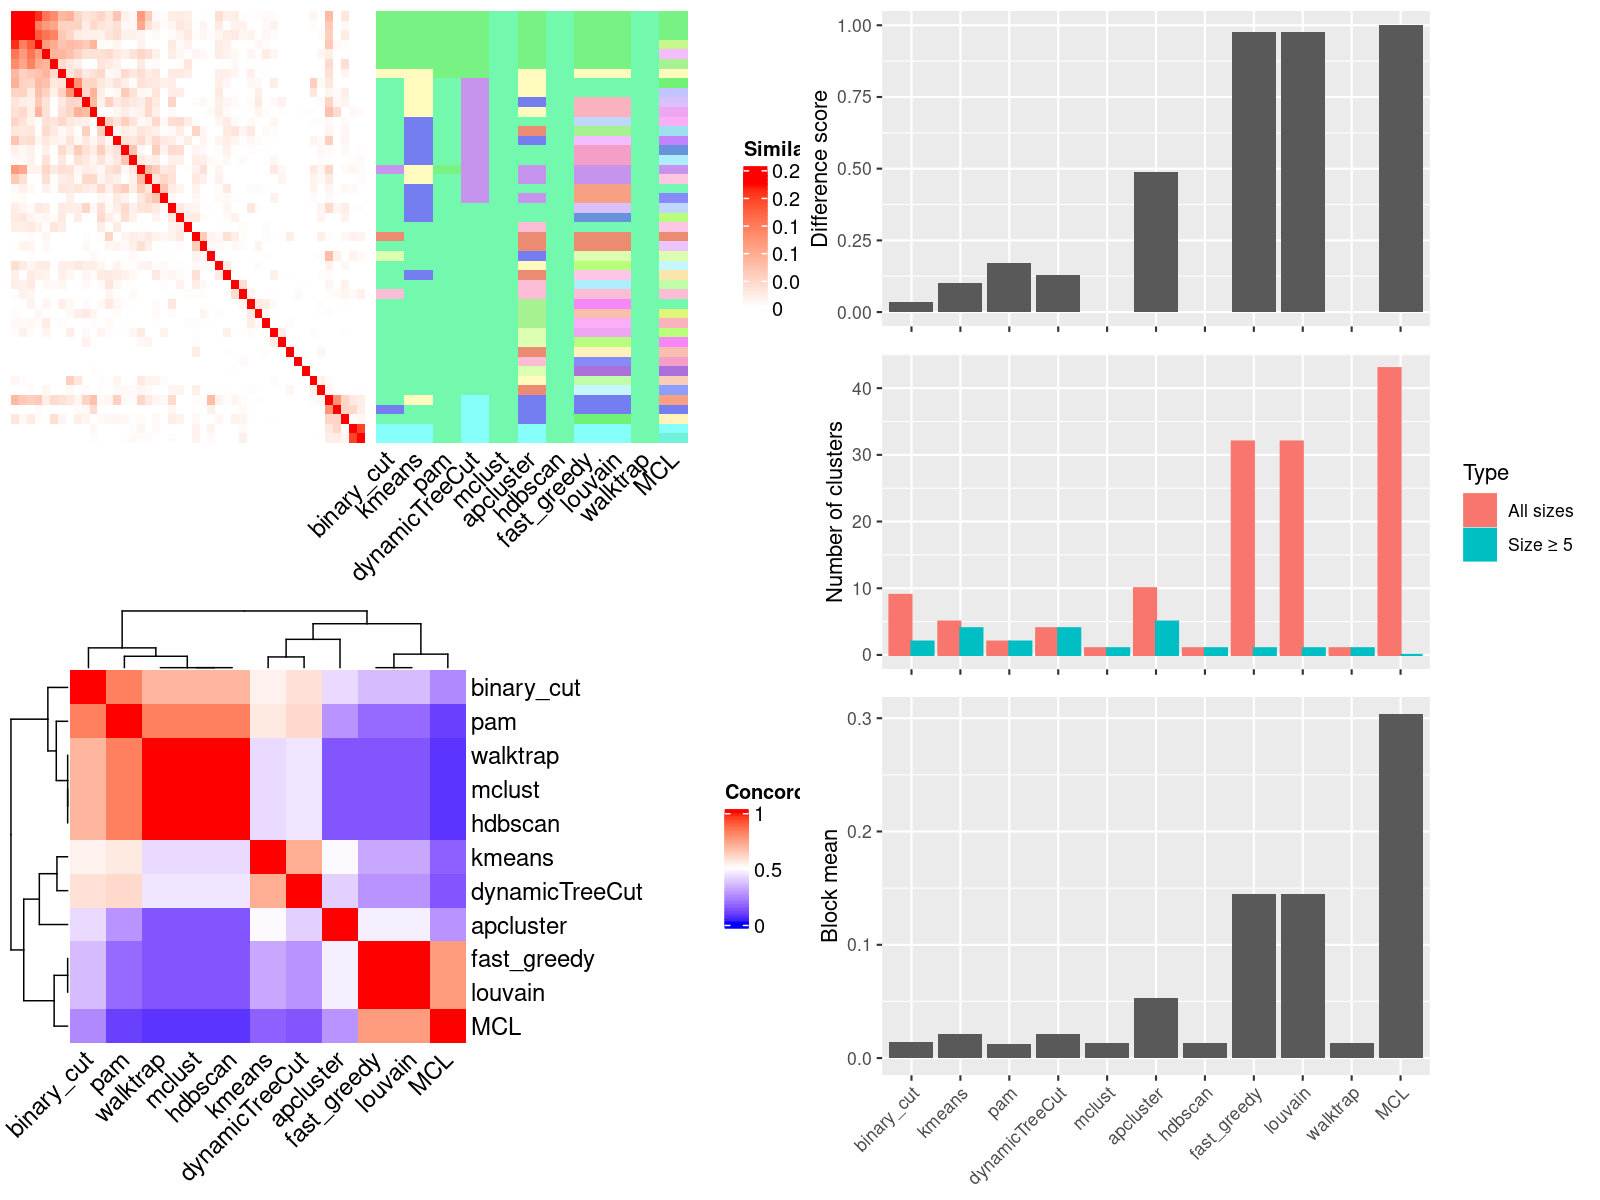 Simila
0.2
0.2
0.1
0.1
0.0
0
binary_cut
kmeans
pam
dynamicTreeCut
mclust
apcluster
hdbscan
fast_greedy
louvain
walktrap
MCL
binary_cut
pam
walktrap
mclust
hdbscan
kmeans
dynamicTreeCut
apcluster
fast_greedy
louvain
MCL
binary_cut
pam
walktrap
mclust
hdbscan
kmeans
dynamicTreeCut
apcluster
fast_greedy
louvain
MCL
Concord
1
0.5
0
Difference score
1.00
0.75
0.50
0.25
0.00
Number of clusters
40
30
20
10
0
Type
All sizes
Size ≥ 5
Block mean
0.3
0.2
0.1
0.0
binary_cut
kmeans
pam
dynamicTreeCut
mclust
apcluster
hdbscan
fast_greedy
louvain
walktrap
MCL